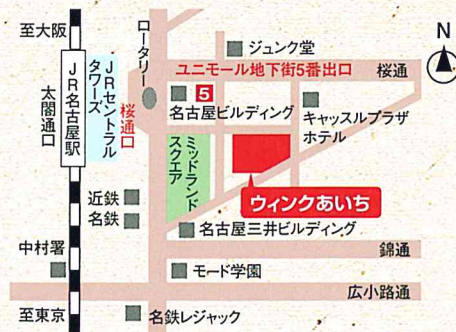 至大阪
ロータリー
ジュンク堂
N
ユニモール地下街5番出口
桜通
JR名古屋駅
JRセントラル
タワーズ
太閤通口
桜通口
5
名古屋ビルディング
キャッスルプラザ
ホテル
ミッドランド
スクエア
ウィンクあいち
近鉄
名鉄
名古屋三井ビルディング
中村署
錦通
モード学園
広小路通
至東京
名鉄レジャック